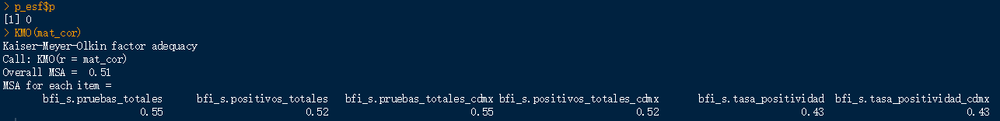 > p_esf$p
[1] 0
> KMO(mat_cor)
Kaiser-Meyer-Olkin factor adequacy
Call: KMO(r = mat_cor)
Overall MSA =  0.51
MSA for each item =
bfi_s.pruebas_totales bfi_s.positivos_totales bfi_s.pruebas_totales_cdmx bfi_s.positivos_totales_cdmx bfi_s.tasa_positividad bfi_s.tasa_positividad_cdmx
0.55 0.52 0.55 0.52 0.43 0.43